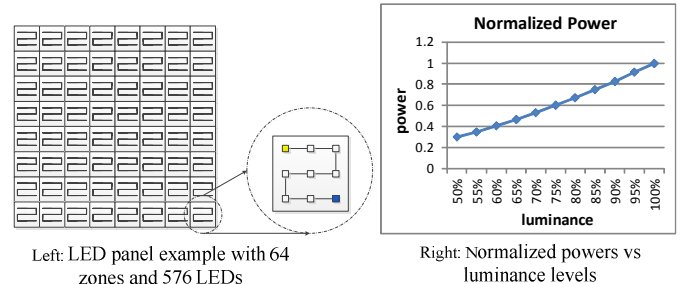 Normalized Power
1.2
1
0.8
0.6
0.4
0.2
0
power
50%
55%
60%
65%
70%
75%
80%
85%
90%
95%
100%
luminance
Left: LED panel example with 64
zones and 576 LEDs
Right: Normalized powers vs
luminance levels